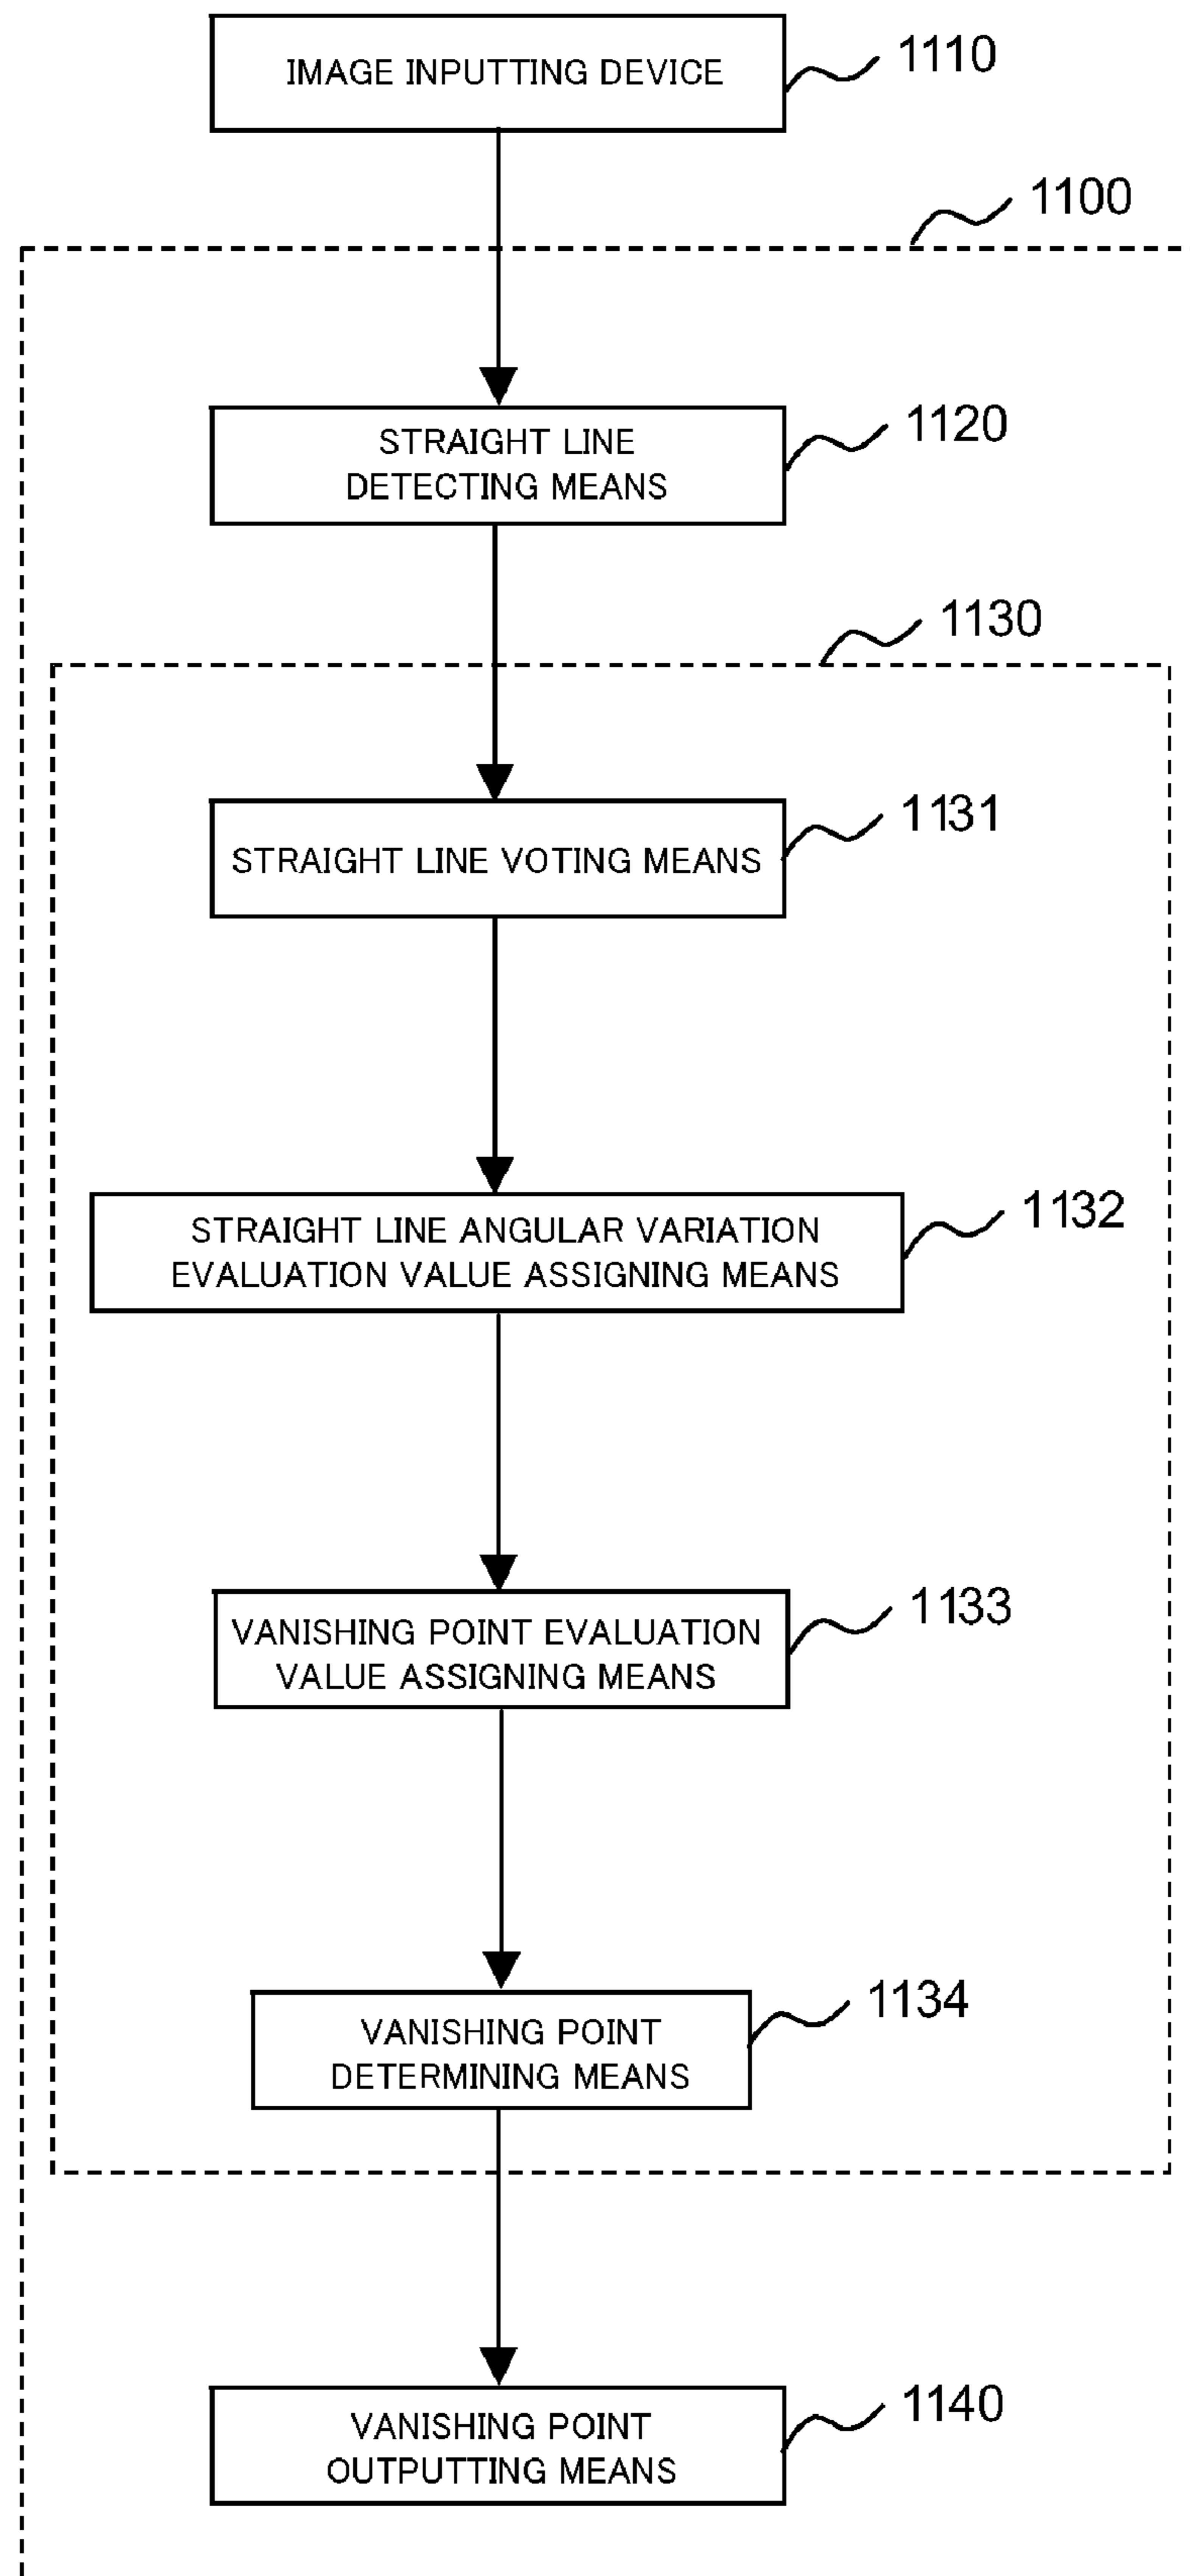 IMAGE INPUTTING DEVICE
1110
1100
STRAIGHT LINE
DETECTING MEANS
1120
1130
STRAIGHT LINE VOTING MEANS
1131
STRAIGHT LINE ANGULAR VARIATION
EVALUATION VALUE ASSIGNING MEANS
1132
VANISHING POINT EVALUATION
VALUE ASSIGNING MEANS
1133
VANISHING POINT
DETERMINING MEANS
1134
VANISHING POINT
OUTPUTTING MEANS
1140